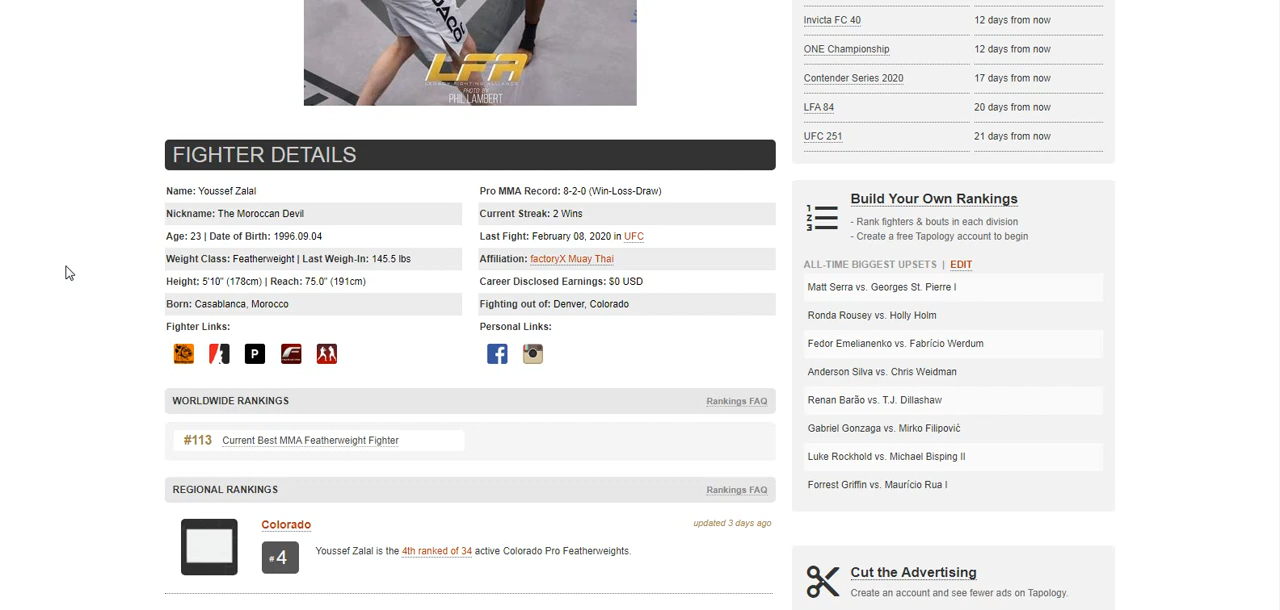 DACÔ
LFA
LEGACY FIGHTING ALLIANCE
PHOTO BY
PHIL LAMBERT
FIGHTER DETAILS
Name: Youssef Zalal
Nickname: The Moroccan Devil
Age: 23 | Date of Birth: 1996.09.04
Weight Class: Featherweight | Last Weigh-In: 145.5 lbs
Height: 5'10" (178cm) | Reach: 75.0" (191cm)
Born: Casablanca, Morocco
Fighter Links:
P
Pro MMA Record: 8-2-0 (Win-Loss-Draw)
Current Streak: 2 Wins
Last Fight: February 08, 2020 in UFC
Affiliation: factoryX Muay Thai
Career Disclosed Earnings: $0 USD
Fighting out of: Denver, Colorado
Personal Links:
WORLDWIDE RANKINGS
Rankings FAQ
#113 Current Best MMA Featherweight Fighter
REGIONAL RANKINGS
Rankings FAQ
Colorado
updated 3 days ago
#4
Youssef Zalal is the 4th ranked of 34 active Colorado Pro Featherweights.
Invicta FC 40 12 days from now
ONE Championship 12 days from now
Contender Series 2020 17 days from now
LFA 84 20 days from now
UFC 251 21 days from now
1
2
3
Build Your Own Rankings
- Rank fighters & bouts in each division
- Create a free Tapology account to begin
ALL-TIME BIGGEST UPSETS | EDIT
Matt Serra vs. Georges St. Pierre I
Ronda Rousey vs. Holly Holm
Fedor Emelianenko vs. Fabrício Werdum
Anderson Silva vs. Chris Weidman
Renan Barão vs. T.J. Dillashaw
Gabriel Gonzaga vs. Mirko Filipović
Luke Rockhold vs. Michael Bisping II
Forrest Griffin vs. Maurício Rua I
Cut the Advertising
Create an account and see fewer ads on Tapology.